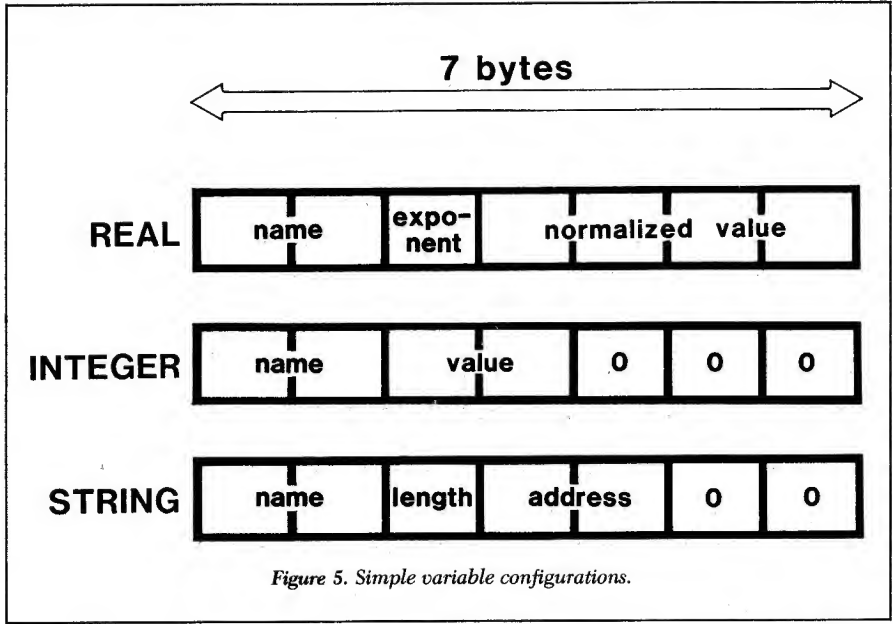 7 bytes
REAL name expo- nent normalized value
INTEGER name value 0 0 0
STRING name length address 0 0
Figure 5. Simple variable configurations.